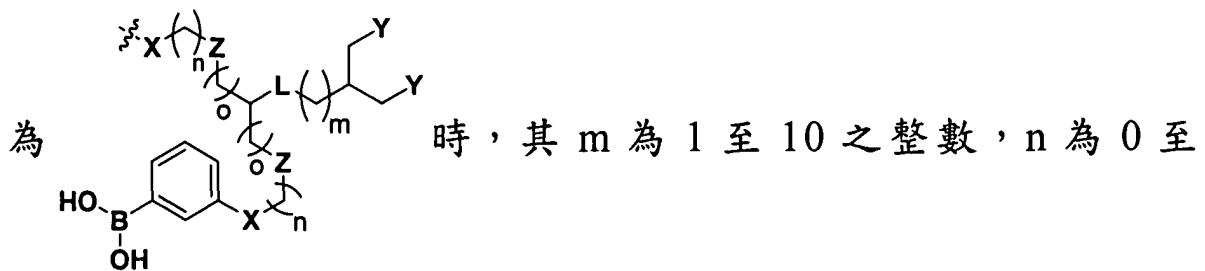 Y
X n Z
L Y
o m
為 時,其 m 為 1 至 10 之整數,n 為 0 至
o Z
HO B X n
OH